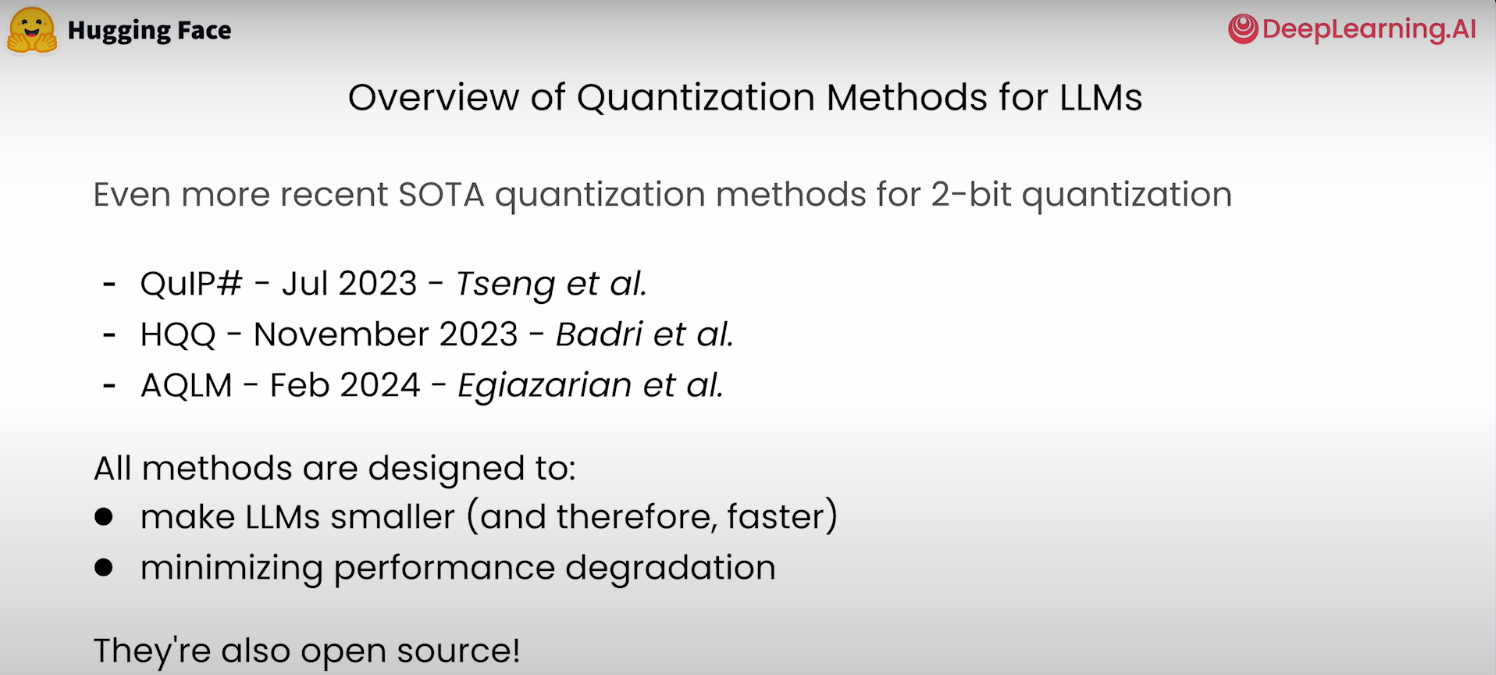 Hugging Face
DeepLearning.AI
Overview of Quantization Methods for LLMs
Even more recent SOTA quantization methods for 2-bit quantization
- QuIP# - Jul 2023 - Tseng et al.
- HQQ - November 2023 - Badri et al.
- AQLM - Feb 2024 - Egiazarian et al.
All methods are designed to:
● make LLMs smaller (and therefore, faster)
● minimizing performance degradation
They're also open source!